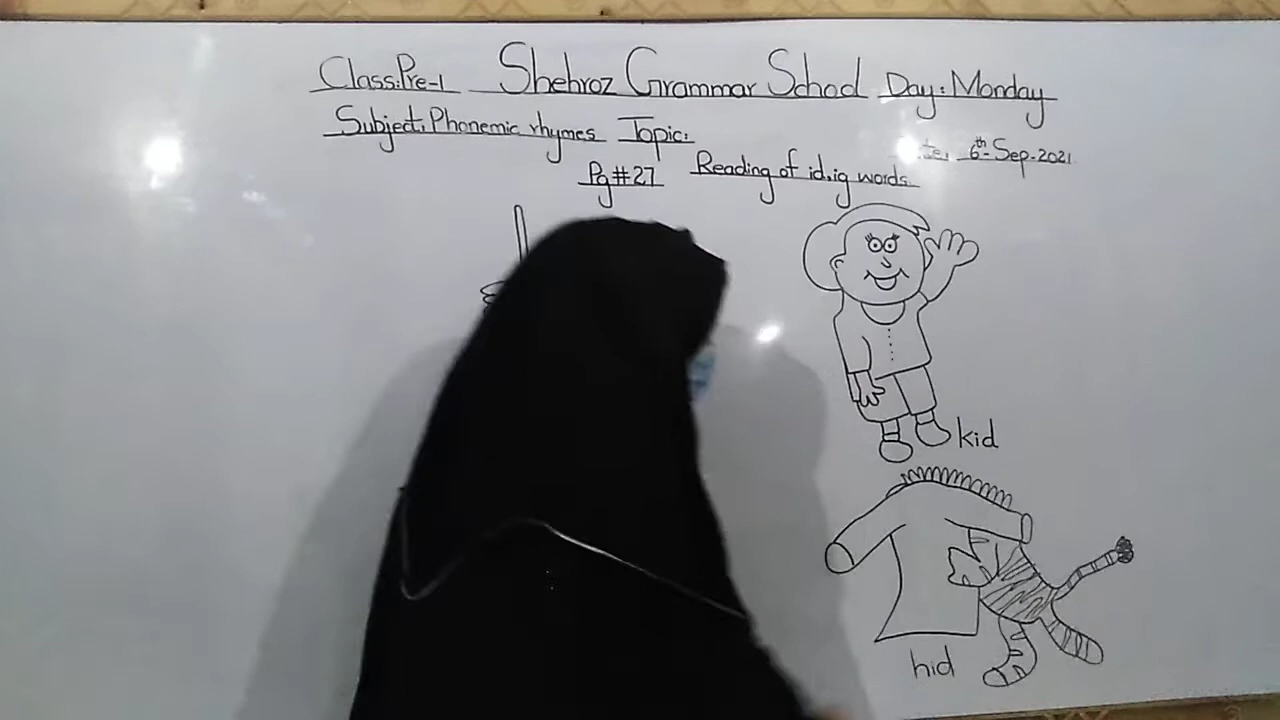 Class:Pre-1 Shehroz Grammar School Day: Monday
Subject: Phonemic rhymes Topic: 6th-Sep-2021
Pg#27 Reading of id,ig words.
kid
hid